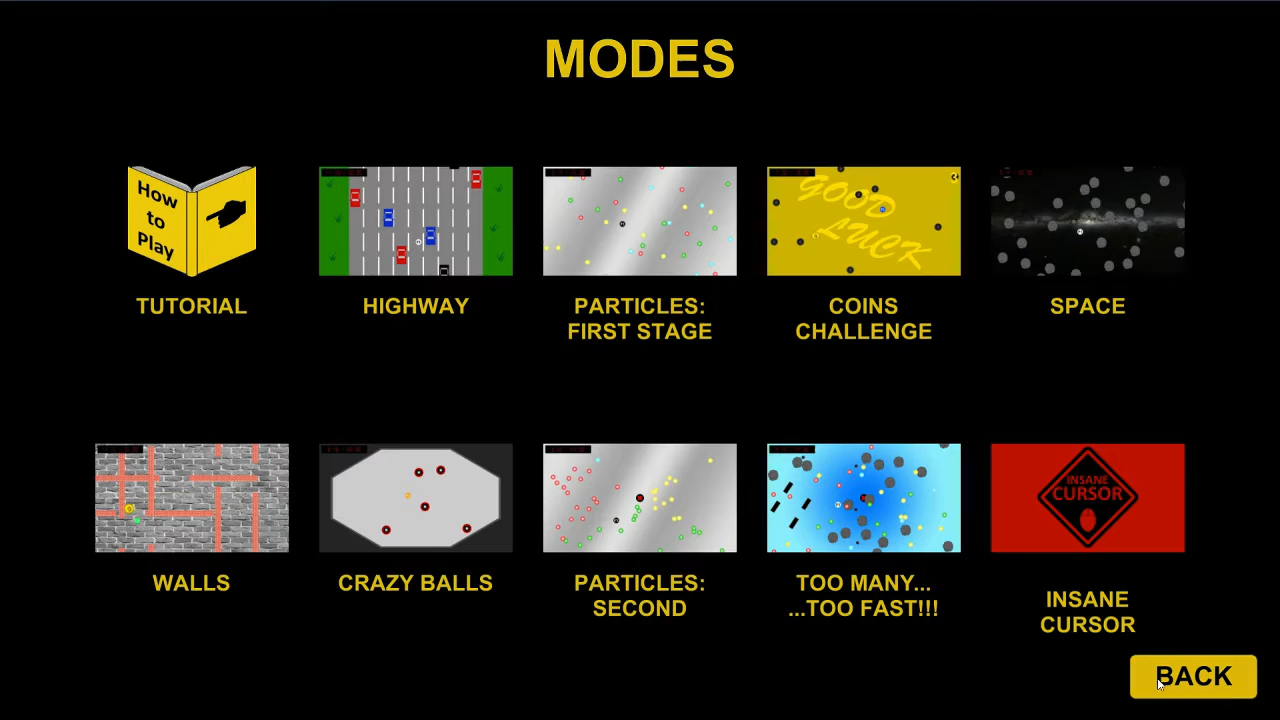 MODES
How
to
Play
GOOD
LUCK
TUTORIAL
HIGHWAY
PARTICLES:
FIRST STAGE
COINS
CHALLENGE
SPACE
INSANE
CURSOR
WALLS
CRAZY BALLS
PARTICLES:
SECOND
TOO MANY...
...TOO FAST!!!
INSANE
CURSOR
BACK